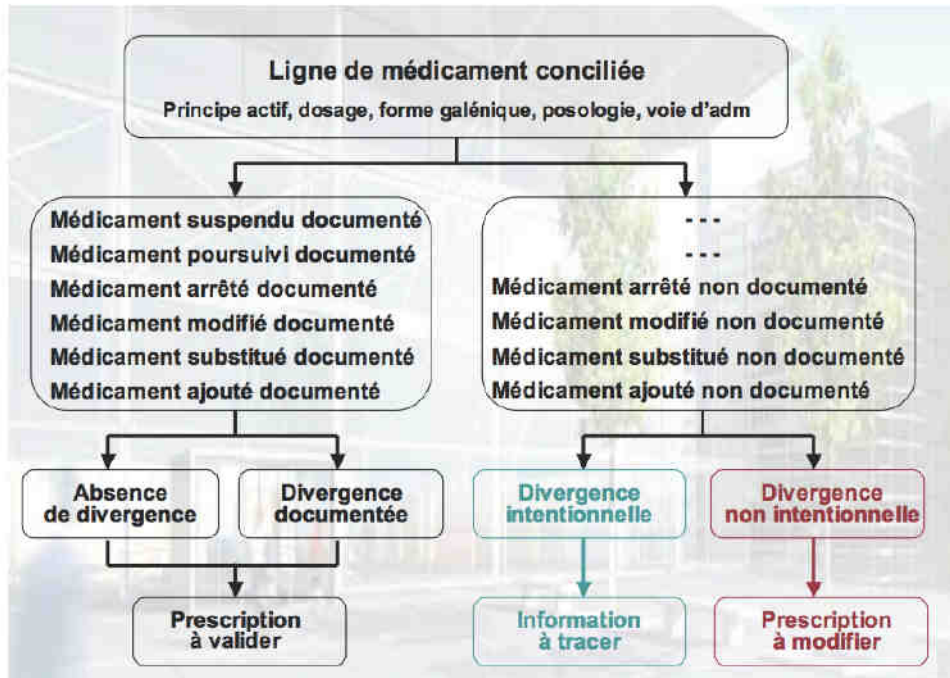 Ligne de médicament conciliée
Principe actif, dosage, forme galénique, posologie, voie d'adm
Médicament suspendu documenté
Médicament poursuivi documenté
Médicament arrêté documenté
Médicament modifié documenté
Médicament substitué documenté
Médicament ajouté documenté
---
---
Médicament arrêté non documenté
Médicament modifié non documenté
Médicament substitué non documenté
Médicament ajouté non documenté
Absence
de divergence
Divergence
documentée
Divergence
intentionnelle
Divergence
non intentionnelle
Prescription
à valider
Information
à tracer
Prescription
à modifier